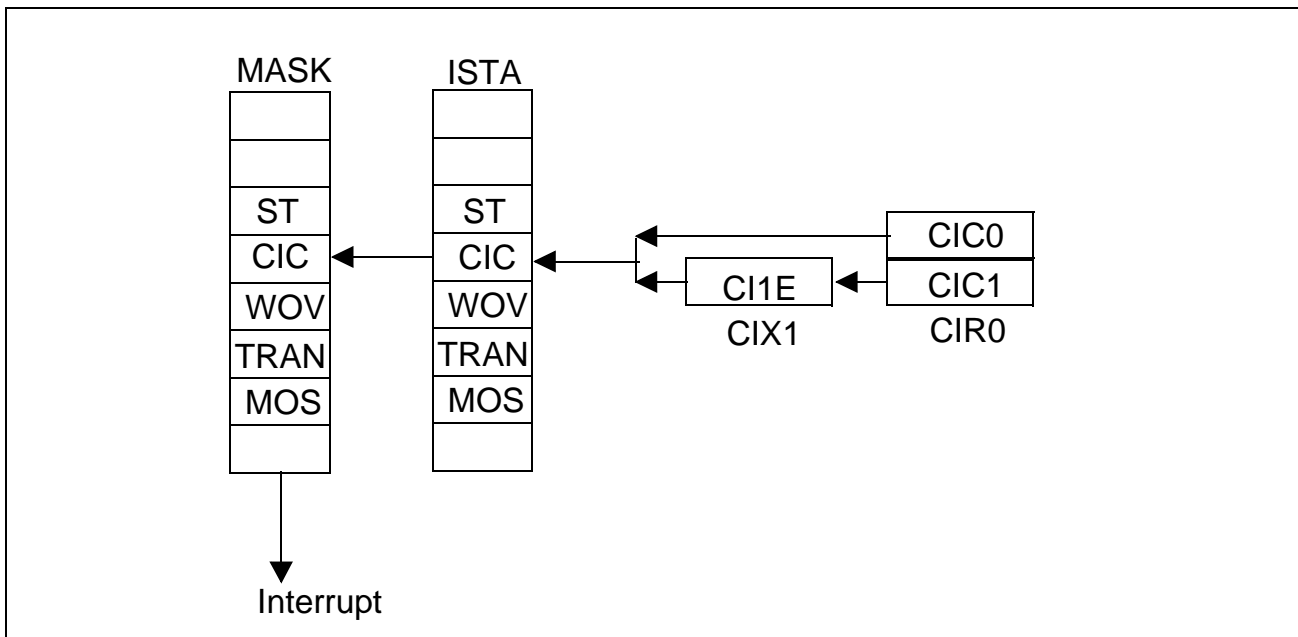 MASK ISTA
ST ST CIC0
CIC CIC CI1E CIC1
WOV WOV CIX1 CIR0
TRAN TRAN
MOS MOS
Interrupt